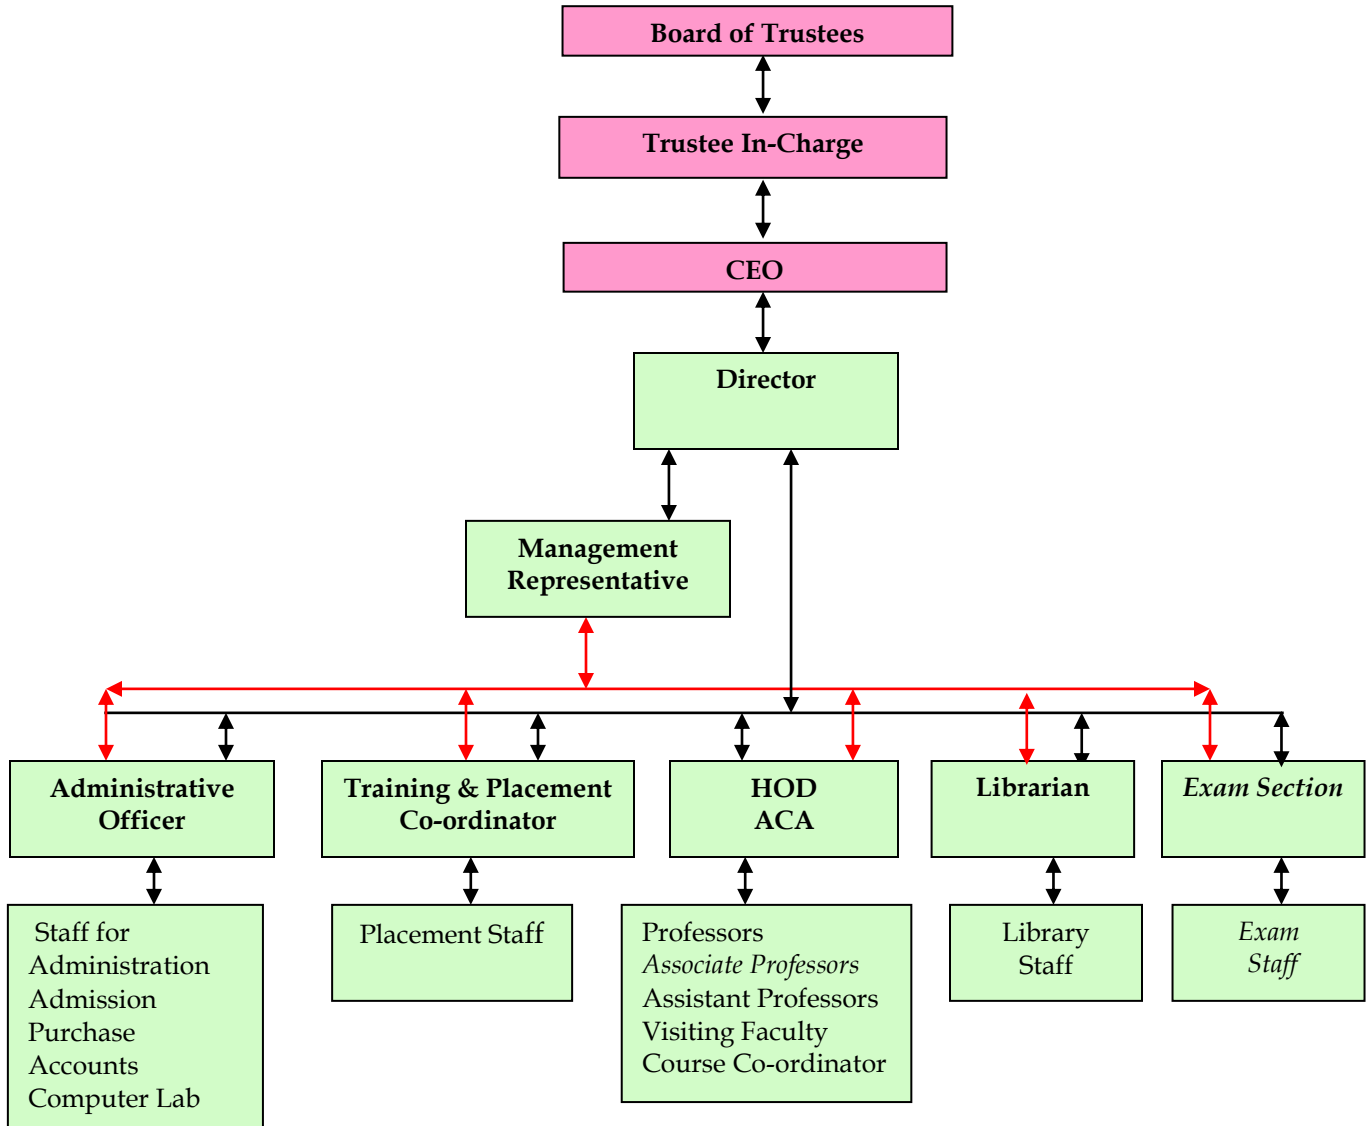 Board of Trustees
Trustee In-Charge
CEO
Director
Management
Representative
Administrative
Officer
Training & Placement
Co-ordinator
HOD
ACA
Librarian
Exam Section
Staff for
Administration
Admission
Purchase
Accounts
Computer Lab
Placement Staff
Professors
Associate Professors
Assistant Professors
Visiting Faculty
Course Co-ordinator
Library
Staff
Exam
Staff